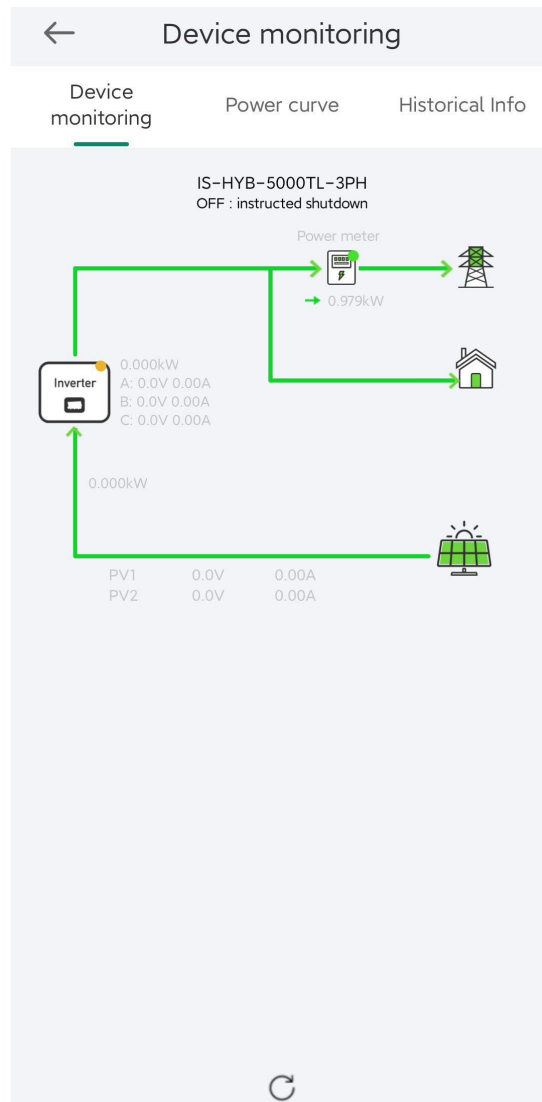 Device monitoring
Device
monitoring
Power curve
Historical Info
IS-HYB-5000TL-3PH
OFF : instructed shutdown
Power meter
0.979kW
Inverter
0.000kW
A: 0.0V 0.00A
B: 0.0V 0.00A
C: 0.0V 0.00A
0.000kW
PV1 0.0V 0.00A
PV2 0.0V 0.00A